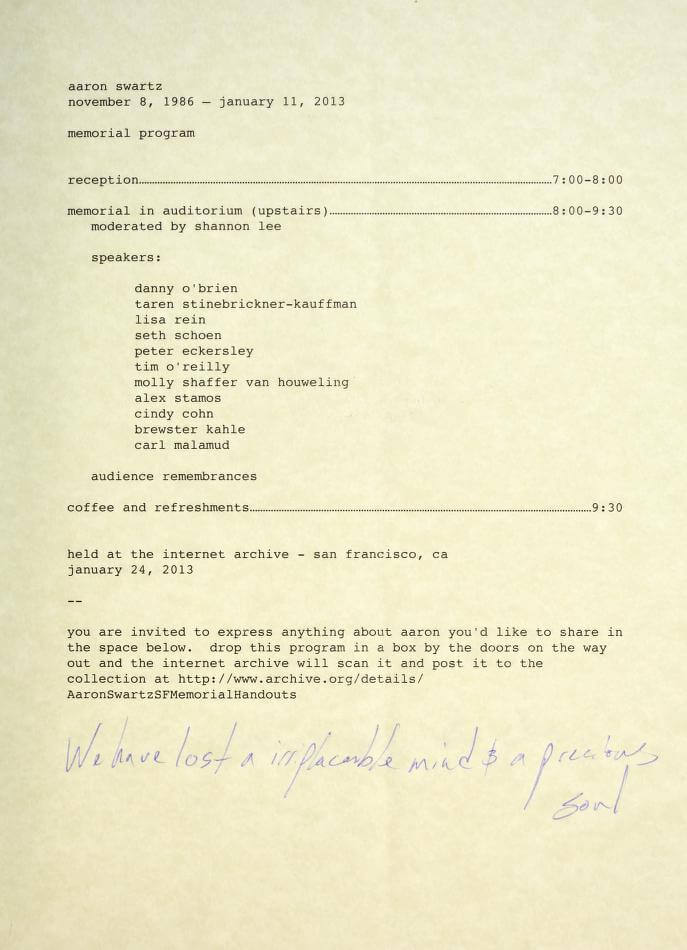 aaron swartz
november 8, 1986 – january 11, 2013
memorial program
reception……………………………………………………………………………………7:00-8:00
memorial in auditorium (upstairs)……………………………………………8:00-9:30
moderated by shannon lee
speakers:
danny o'brien
taren stinebrickner-kauffman
lisa rein
seth schoen
peter eckersley
tim o'reilly
molly shaffer van houweling
alex stamos
cindy cohn
brewster kahle
carl malamud
audience remembrances
coffee and refreshments……………………………………………………………………9:30
held at the internet archive - san francisco, ca
january 24, 2013
--
you are invited to express anything about aaron you'd like to share in
the space below.  drop this program in a box by the doors on the way
out and the internet archive will scan it and post it to the
collection at http://www.archive.org/details/
AaronSwartzSFMemorialHandouts
We have lost a irrplaceable mind & a precious
soul